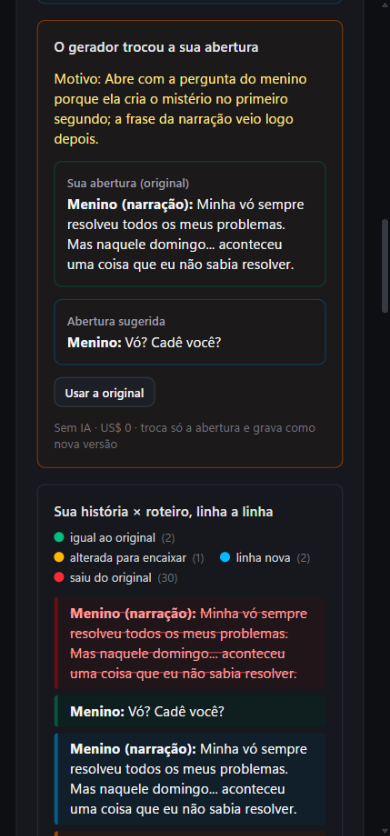 O gerador trocou a sua abertura
Motivo: Abre com a pergunta do menino
porque ela cria o mistério no primeiro
segundo; a frase da narração veio logo
depois.
Sua abertura (original)
Menino (narração): Minha vó sempre
resolveu todos os meus problemas.
Mas naquele domingo... aconteceu
uma coisa que eu não sabia resolver.
Abertura sugerida
Menino: Vó? Cadê você?
Usar a original
Sem IA · US$ 0 · troca só a abertura e grava como
nova versão
Sua história × roteiro, linha a linha
igual ao original (2)
alterada para encaixar (1) linha nova (2)
saiu do original (30)
Menino (narração): Minha vó sempre
resolveu todos os meus problemas.
Mas naquele domingo... aconteceu
uma coisa que eu não sabia resolver.
Menino: Vó? Cadê você?
Menino (narração): Minha vó sempre
resolveu todos os meus problemas.
Mas naquele domingo... aconteceu
uma coisa que eu não sabia resolver.